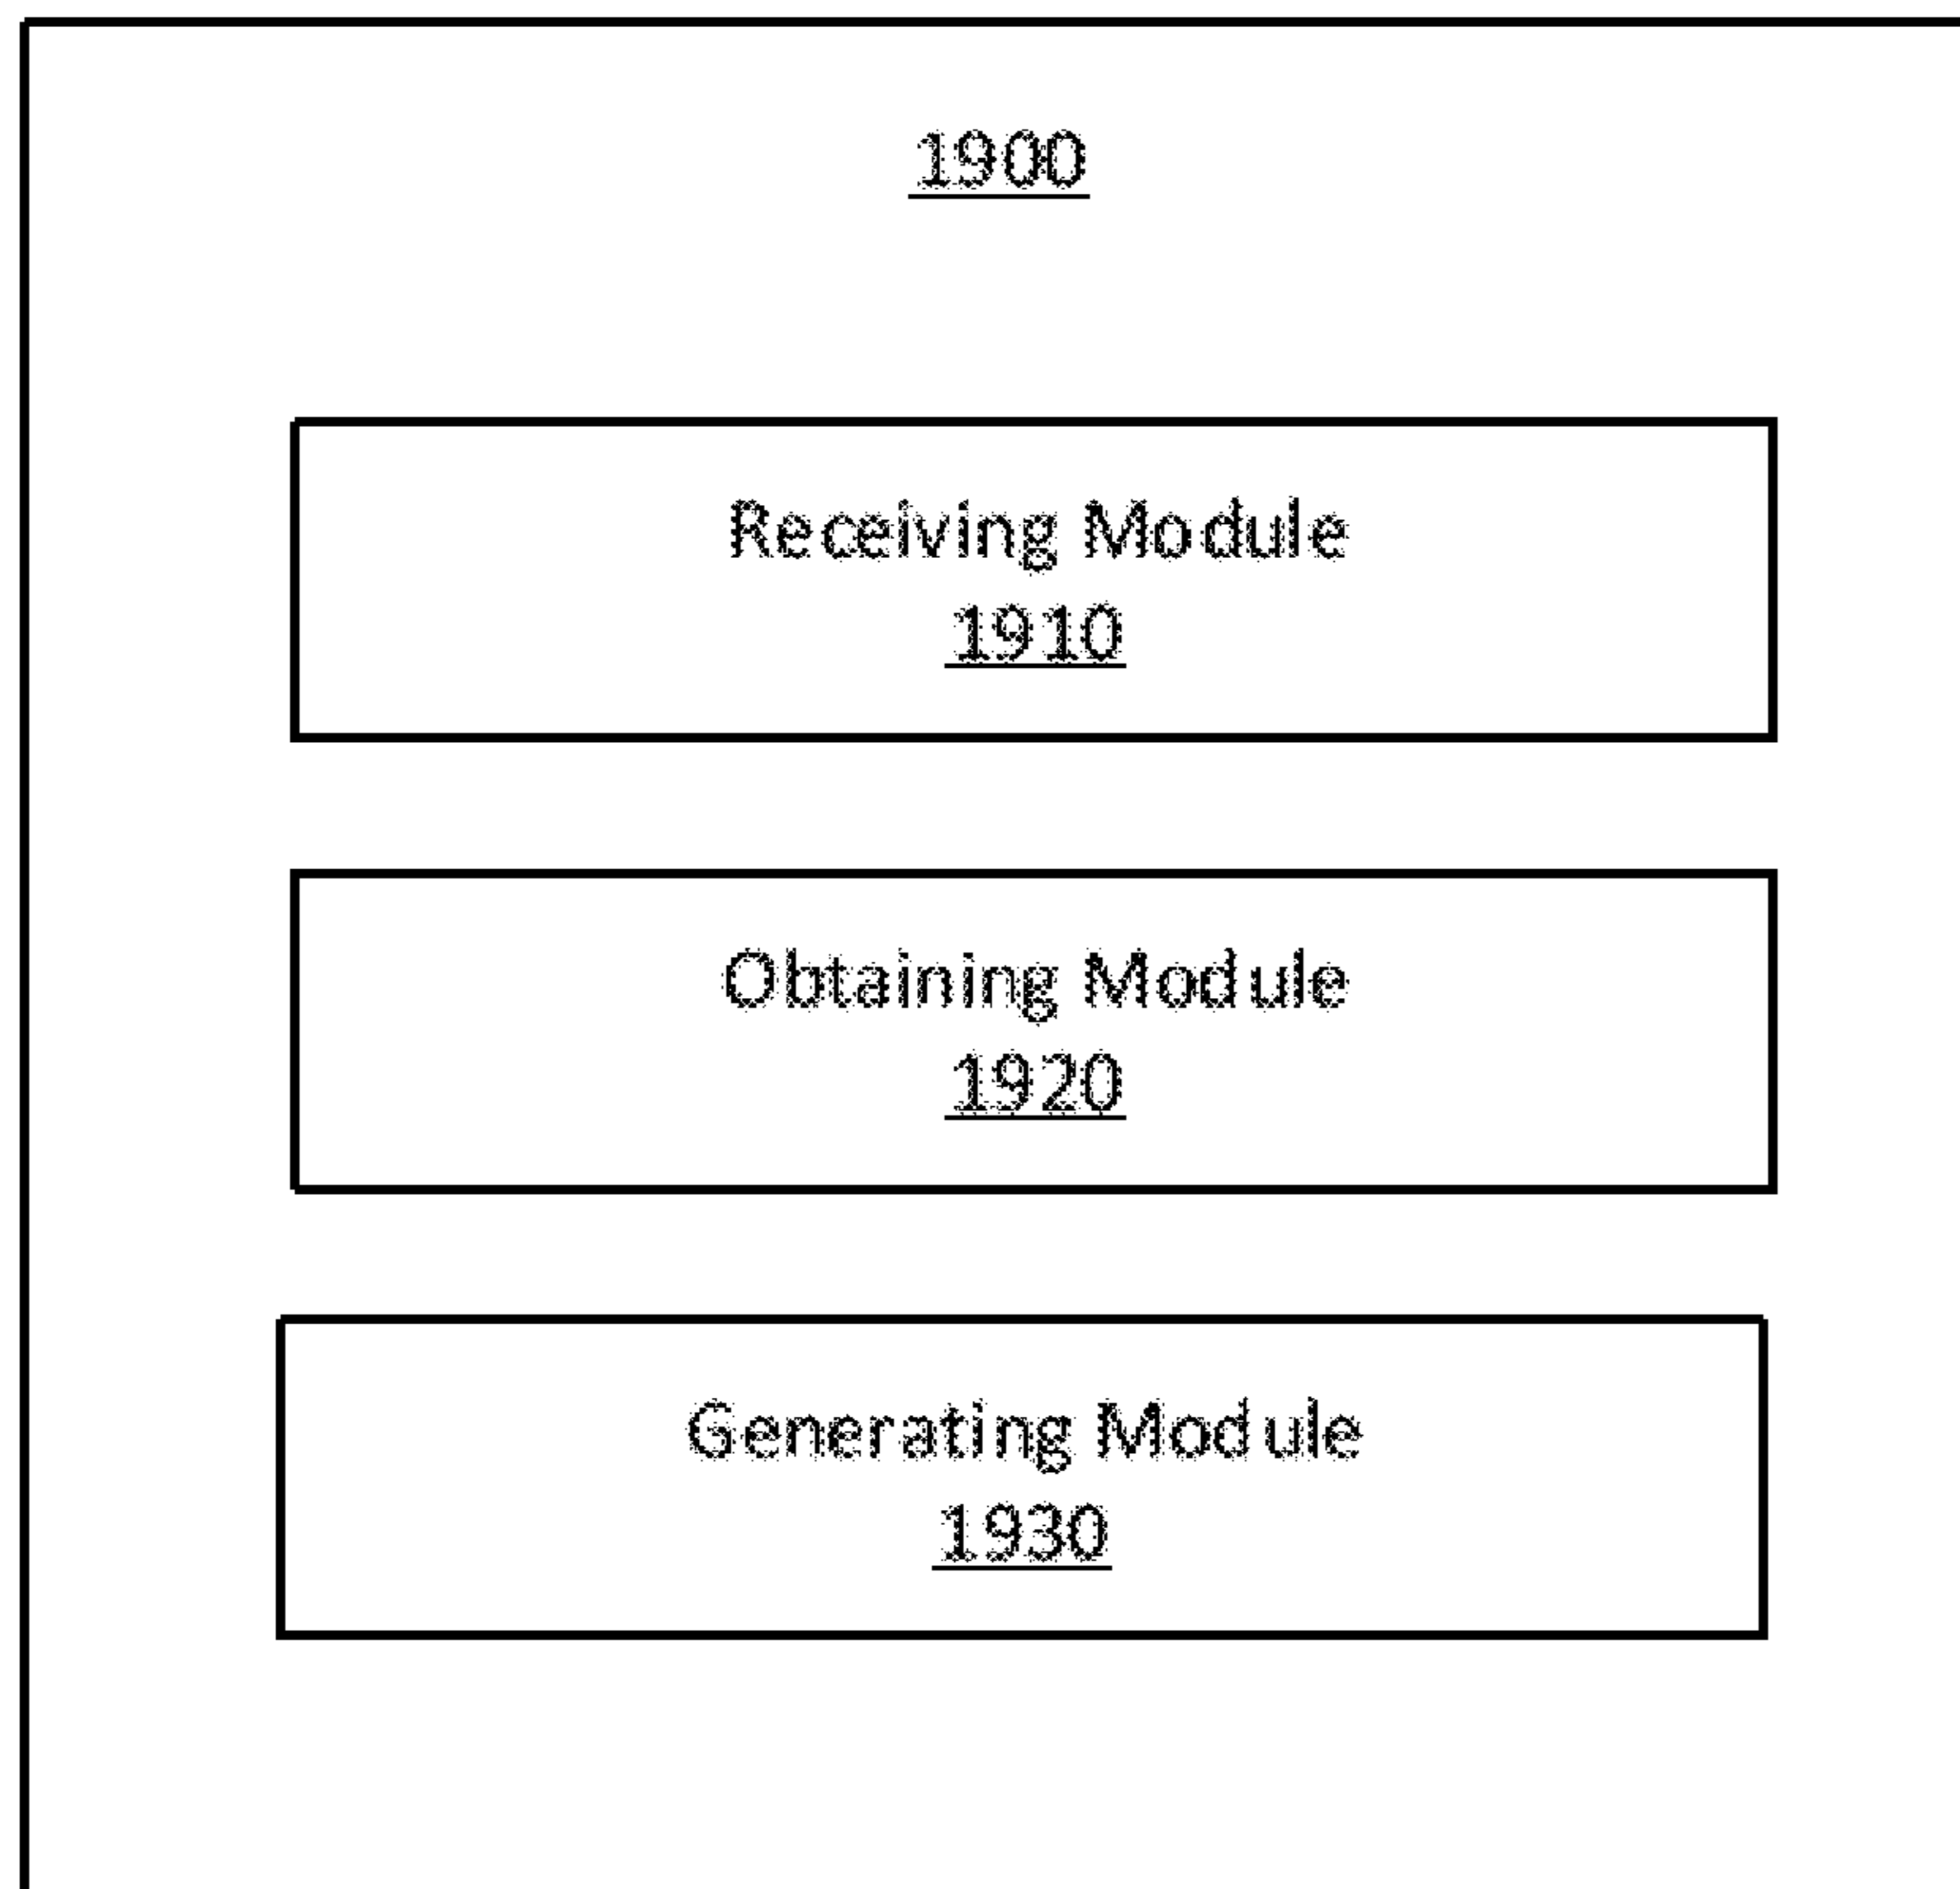 1900
Receiving Module
1910
Obtaining Module
1920
Generating Module
1930